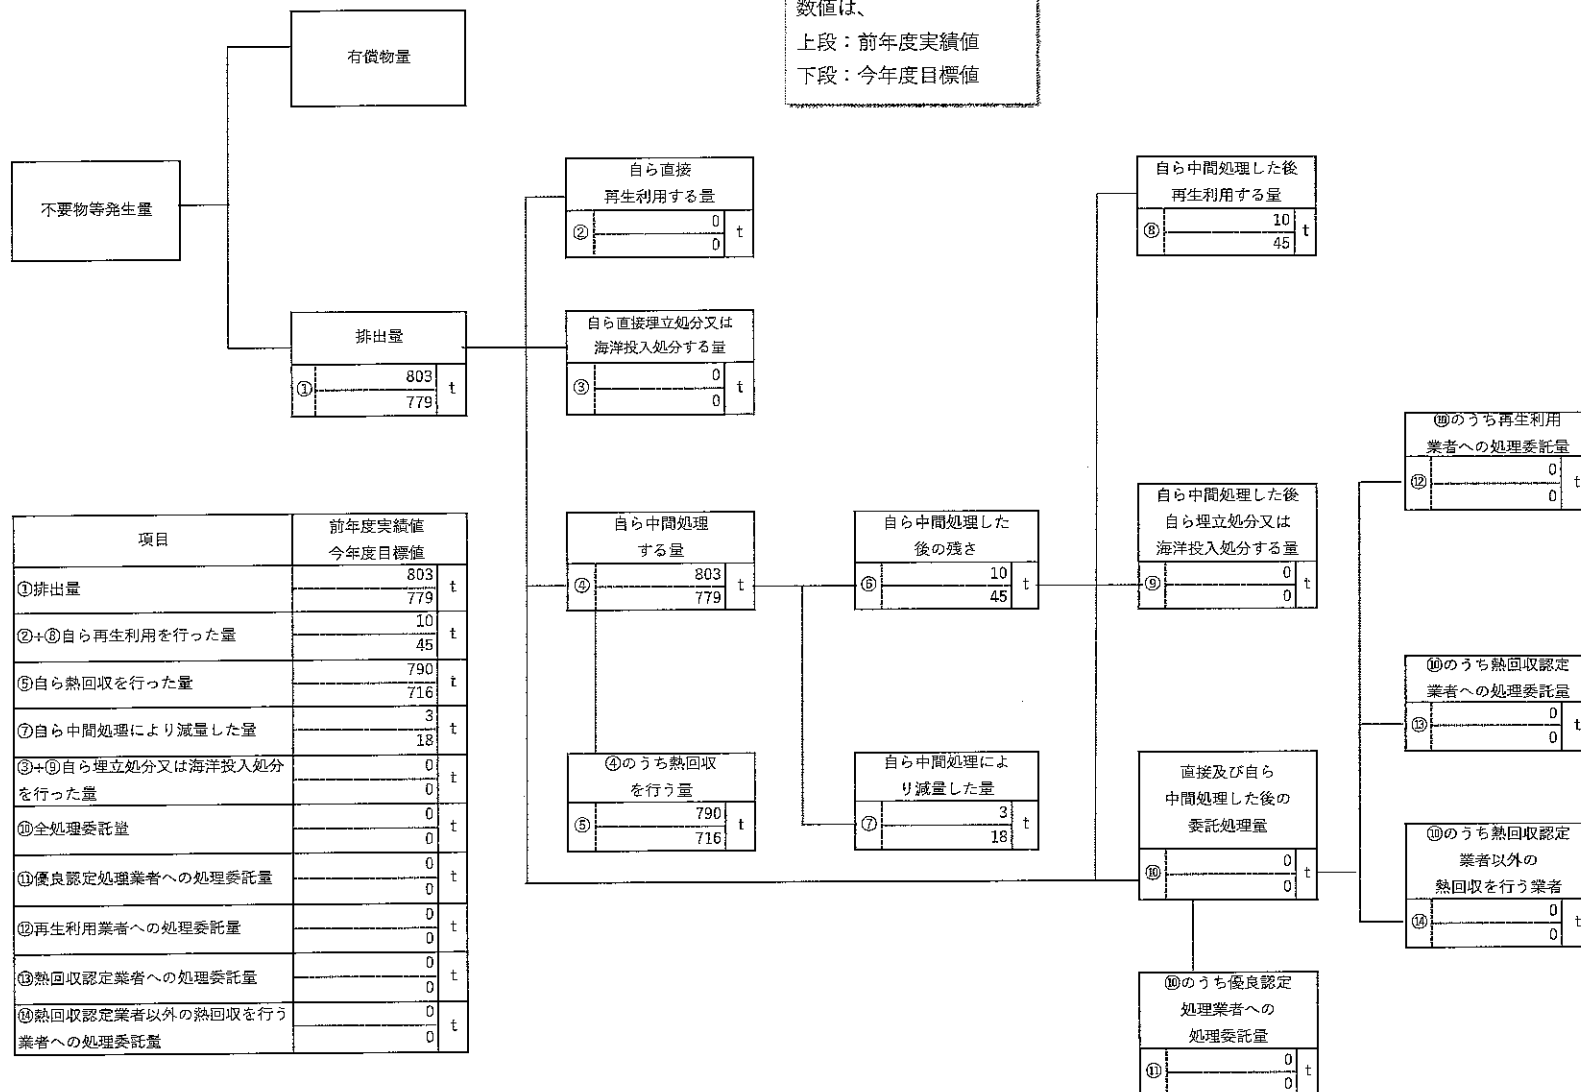 数値は、
上段：前年度実績値
下段：今年度目標値
有償物量
不要物等発生量
排出量
① 803 t
779
自ら直接
再生利用する量
② 0 t
0
自ら直接埋立処分又は
海洋投入処分する量
③ 0 t
0
自ら中間処理
する量
④ 803 t
779
④のうち熱回収
を行う量
⑤ 790 t
716
自ら中間処理した
後の残さ
⑥ 10 t
45
自ら中間処理によ
り減量した量
⑦ 3 t
18
自ら中間処理した後
再生利用する量
⑧ 10 t
45
自ら中間処理した後
自ら埋立処分又は
海洋投入処分する量
⑨ 0 t
0
直接及び自ら
中間処理した後の
委託処理量
⑩ 0 t
0
⑩のうち優良認定
処理業者への
処理委託量
⑪ 0 t
0
⑩のうち再生利用
業者への処理委託量
⑫ 0 t
0
⑩のうち熱回収認定
業者への処理委託量
⑬ 0 t
0
⑩のうち熱回収認定
業者以外の
熱回収を行う業者
⑭ 0 t
0
項目 前年度実績値
今年度目標値
①排出量 803 t
779
②+⑧自ら再生利用を行った量 10 t
45
⑤自ら熱回収を行った量 790 t
716
⑦自ら中間処理により減量した量 3 t
18
③+⑨自ら埋立処分又は海洋投入処分 0 t
を行った量 0
⑩全処理委託量 0 t
0
⑪優良認定処理業者への処理委託量 0 t
0
⑫再生利用業者への処理委託量 0 t
0
⑬熱回収認定業者への処理委託量 0 t
0
⑭熱回収認定業者以外の熱回収を行う 0 t
業者への処理委託量 0